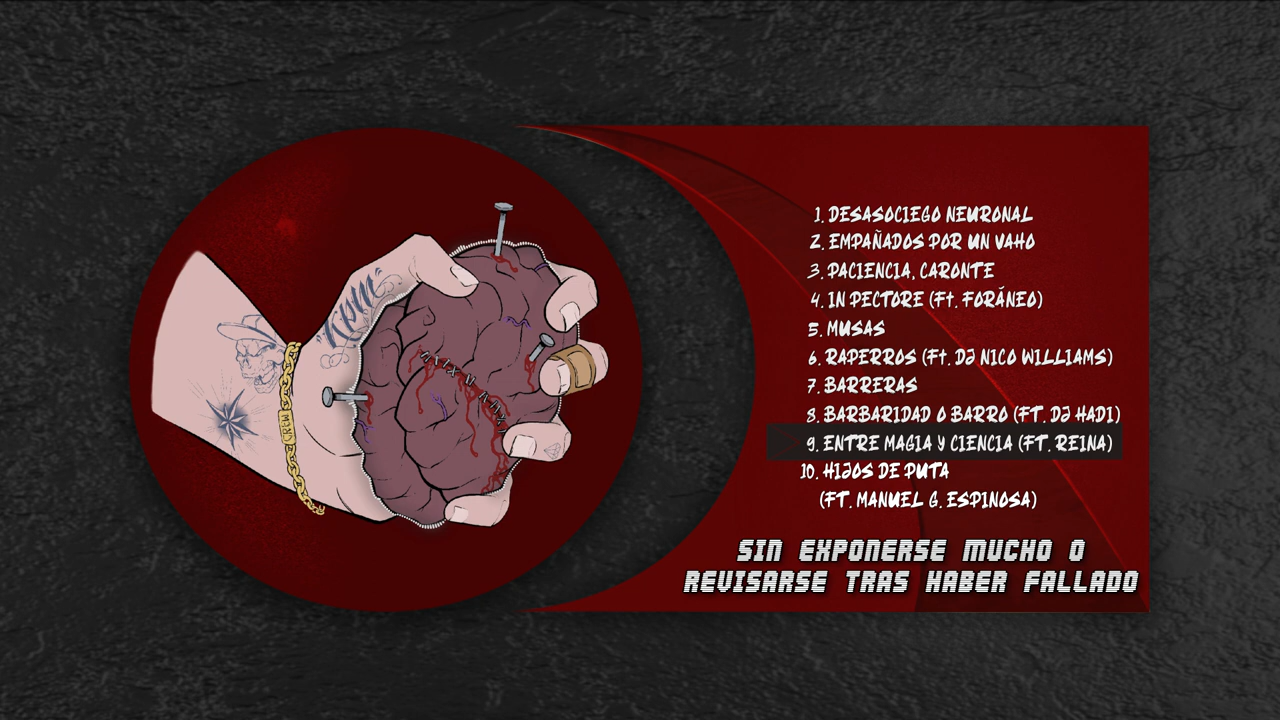 "Kpm"
1. DESASOCIEGO NEURONAL
2. EMPAÑADOS POR UN VAHO
3. PACIENCIA, CARONTE
4. IN PECTORE (Ft. FORÁNEO)
5. MUSAS
6. RAPERROS (Ft. DJ NICO WILLIAMS)
7. BARRERAS
8. BARBARIDAD O BARRO (FT. DJ HADI)
9. ENTRE MAGIA Y CIENCIA (FT. REINA)
10. HIJOS DE PUTA
(FT. MANUEL G. ESPINOSA)
SIN EXPONERSE MUCHO O
REVISARSE TRAS HABER FALLADO